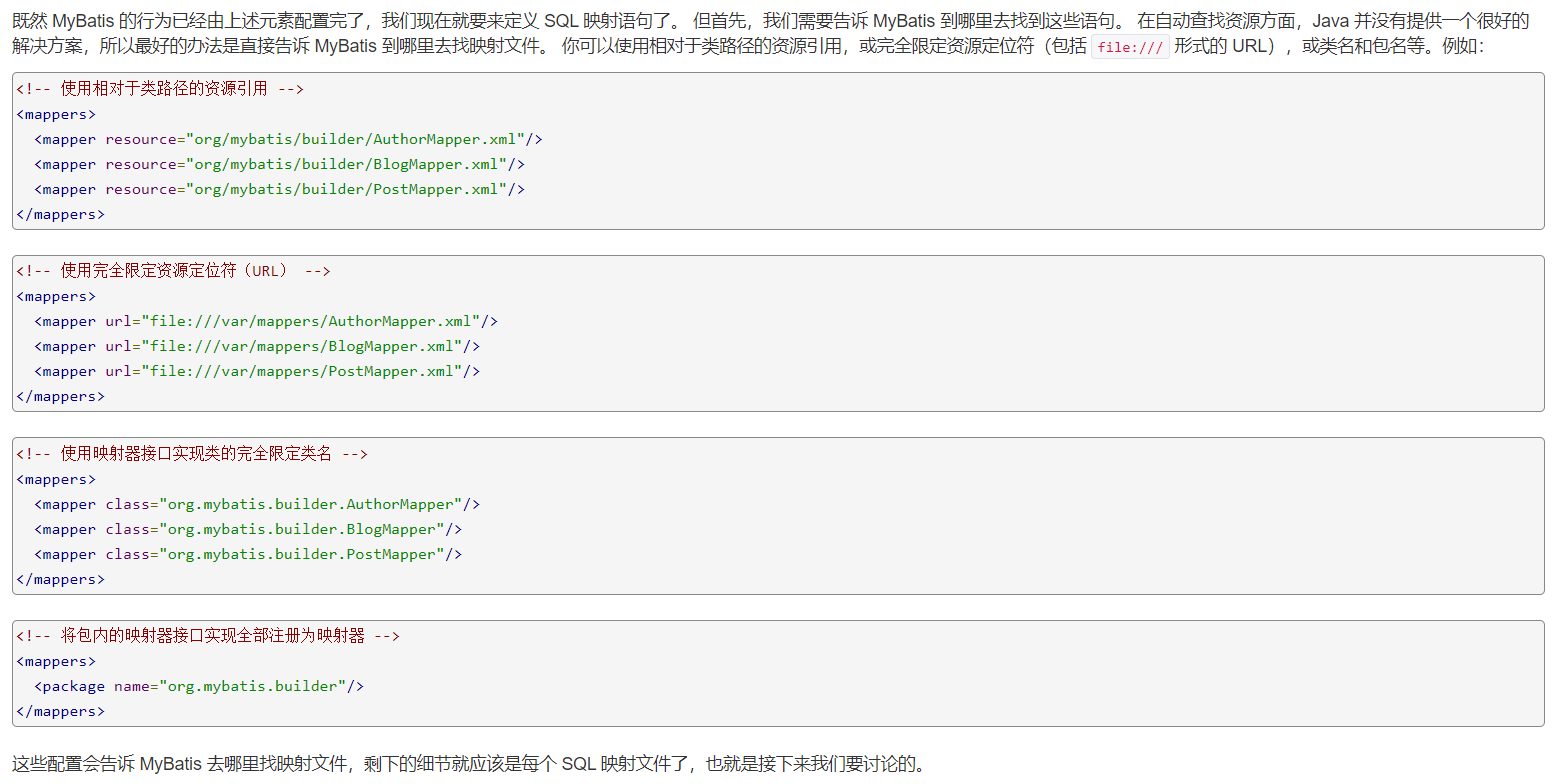 既然 MyBatis 的行为已经由上述元素配置完了，我们现在就要来定义 SQL 映射语句了。 但首先，我们需要告诉 MyBatis 到哪里去找到这些语句。 在自动查找资源方面，Java 并没有提供一个很好的
解决方案，所以最好的办法是直接告诉 MyBatis 到哪里去找映射文件。 你可以使用相对于类路径的资源引用，或完全限定资源定位符（包括 file:/// 形式的 URL），或类名和包名等。例如：
<!-- 使用相对于类路径的资源引用 -->
<mappers>
  <mapper resource="org/mybatis/builder/AuthorMapper.xml"/>
  <mapper resource="org/mybatis/builder/BlogMapper.xml"/>
  <mapper resource="org/mybatis/builder/PostMapper.xml"/>
</mappers>
<!-- 使用完全限定资源定位符（URL） -->
<mappers>
  <mapper url="file:///var/mappers/AuthorMapper.xml"/>
  <mapper url="file:///var/mappers/BlogMapper.xml"/>
  <mapper url="file:///var/mappers/PostMapper.xml"/>
</mappers>
<!-- 使用映射器接口实现类的完全限定类名 -->
<mappers>
  <mapper class="org.mybatis.builder.AuthorMapper"/>
  <mapper class="org.mybatis.builder.BlogMapper"/>
  <mapper class="org.mybatis.builder.PostMapper"/>
</mappers>
<!-- 将包内的映射器接口实现全部注册为映射器 -->
<mappers>
  <package name="org.mybatis.builder"/>
</mappers>
这些配置会告诉 MyBatis 去哪里找映射文件，剩下的细节就应该是每个 SQL 映射文件了，也就是接下来我们要讨论的。